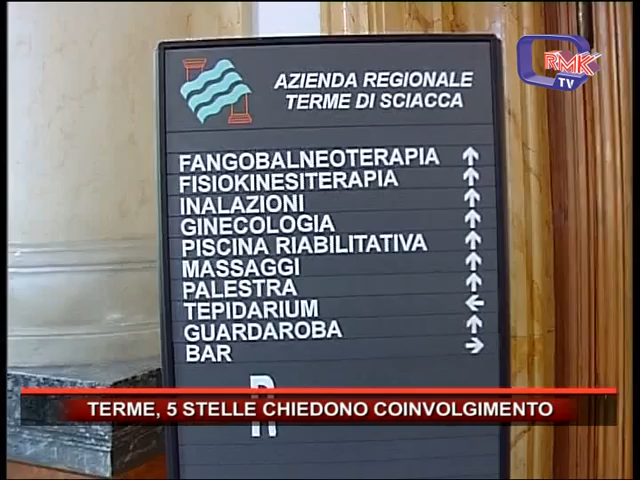 RMK
TV
AZIENDA REGIONALE
TERME DI SCIACCA
FANGOBALNEOTERAPIA ↑
FISIOKINESITERAPIA ↑
INALAZIONI ↑
GINECOLOGIA ↑
PISCINA RIABILITATIVA ↑
MASSAGGI ↑
PALESTRA ↑
TEPIDARIUM ←
GUARDAROBA ↑
BAR →
TERME, 5 STELLE CHIEDONO COINVOLGIMENTO